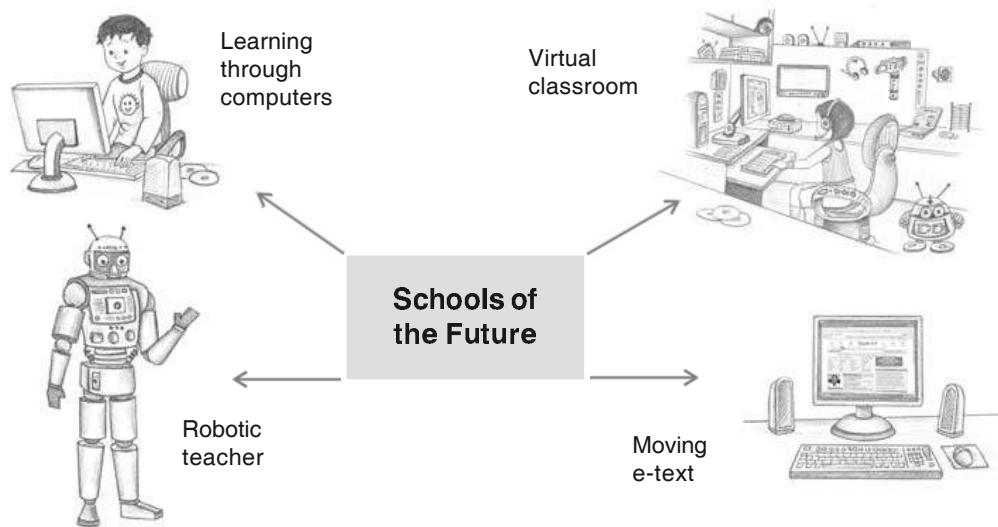 Learning
through
computers
Virtual
classroom
Schools of
the Future
Robotic
teacher
Moving
e-text